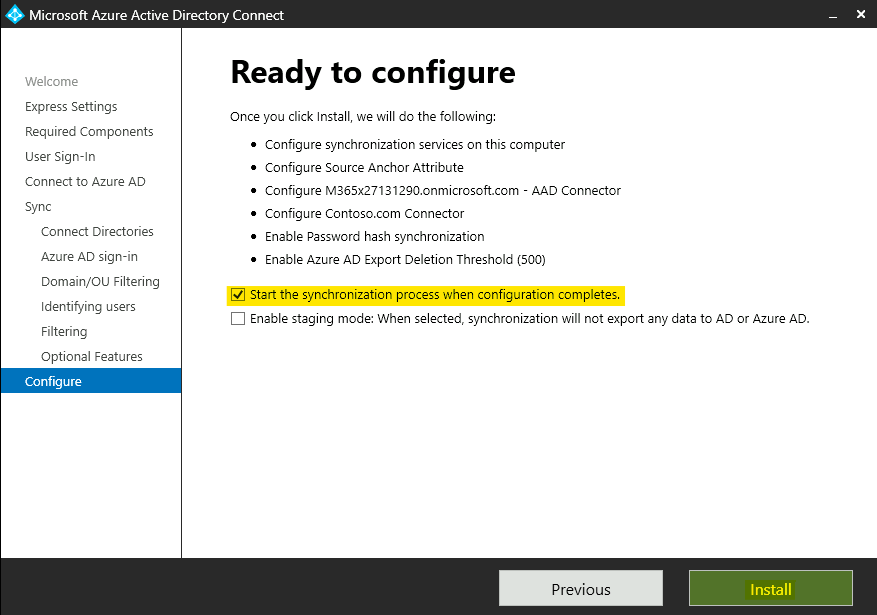 Microsoft Azure Active Directory Connect
Welcome
Express Settings
Required Components
User Sign-In
Connect to Azure AD
Sync
Connect Directories
Azure AD sign-in
Domain/OU Filtering
Identifying users
Filtering
Optional Features
Configure
Ready to configure
Once you click Install, we will do the following:
Configure synchronization services on this computer
Configure Source Anchor Attribute
Configure M365x27131290.onmicrosoft.com - AAD Connector
Configure Contoso.com Connector
Enable Password hash synchronization
Enable Azure AD Export Deletion Threshold (500)
Start the synchronization process when configuration completes.
Enable staging mode: When selected, synchronization will not export any data to AD or Azure AD.
Previous
Install